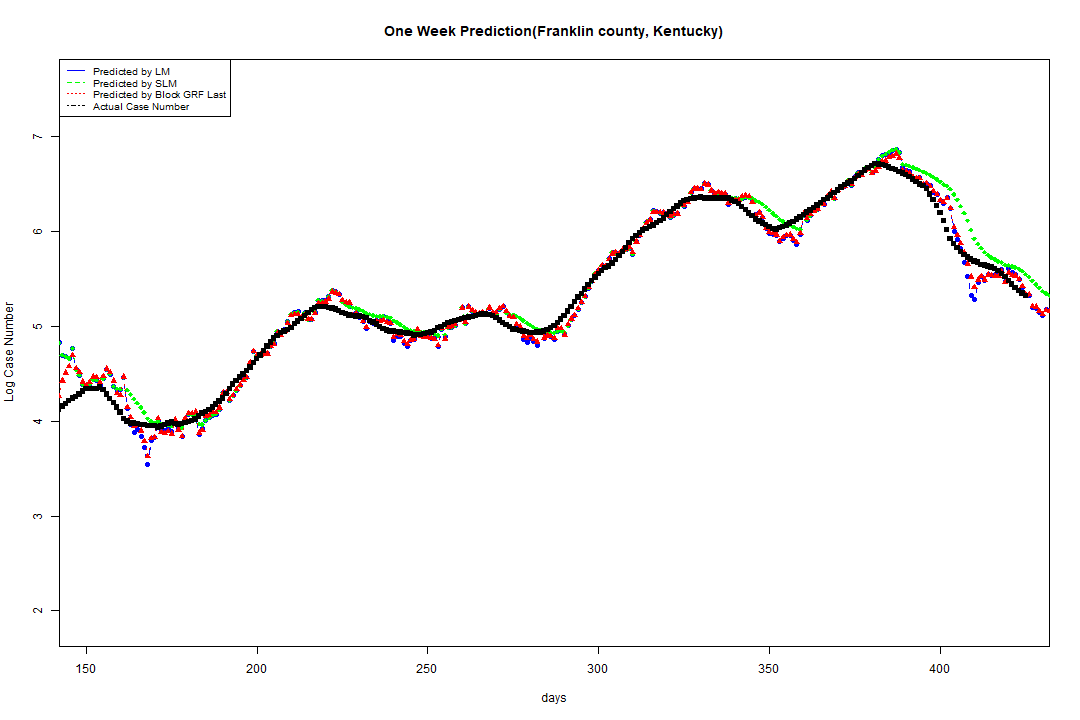 One Week Prediction(Franklin county, Kentucky)
Predicted by LM
Predicted by SLM
Predicted by Block GRF Last
Actual Case Number
7
6
5
4
3
2
Log Case Number
150 200 250 300 350 400
days